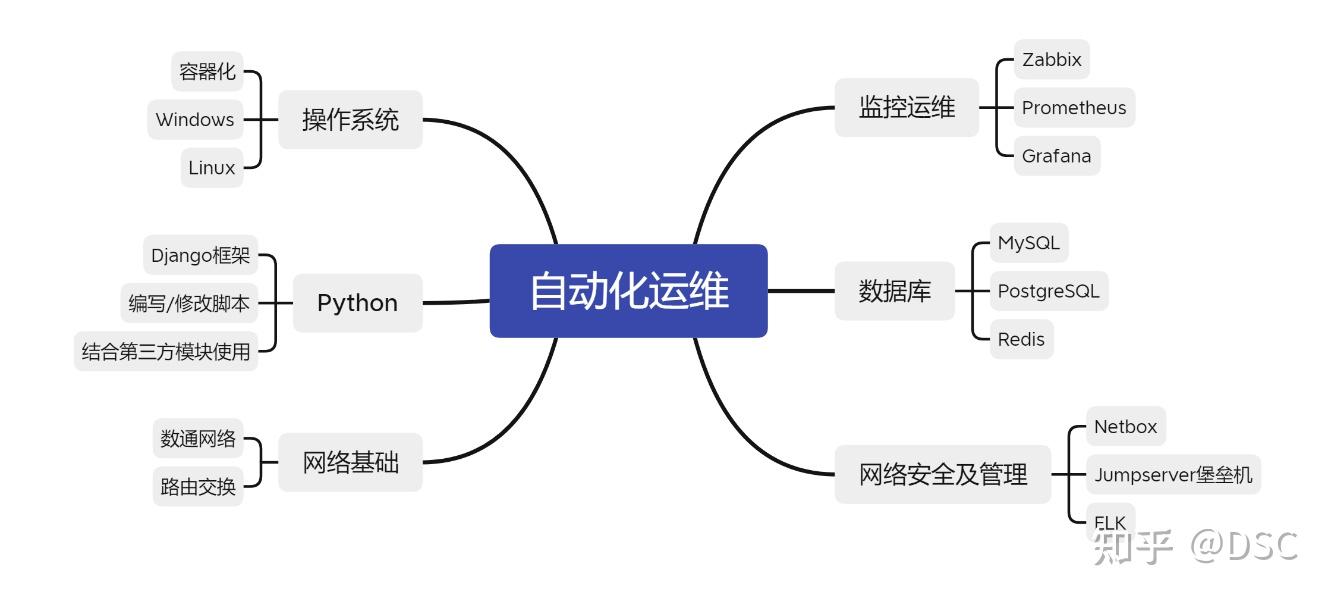 自动化运维
操作系统
容器化
Windows
Linux
Python
Django框架
编写/修改脚本
结合第三方模块使用
网络基础
数通网络
路由交换
监控运维
Zabbix
Prometheus
Grafana
数据库
MySQL
PostgreSQL
Redis
网络安全及管理
Netbox
Jumpserver堡垒机
ELK
知乎 @DSC